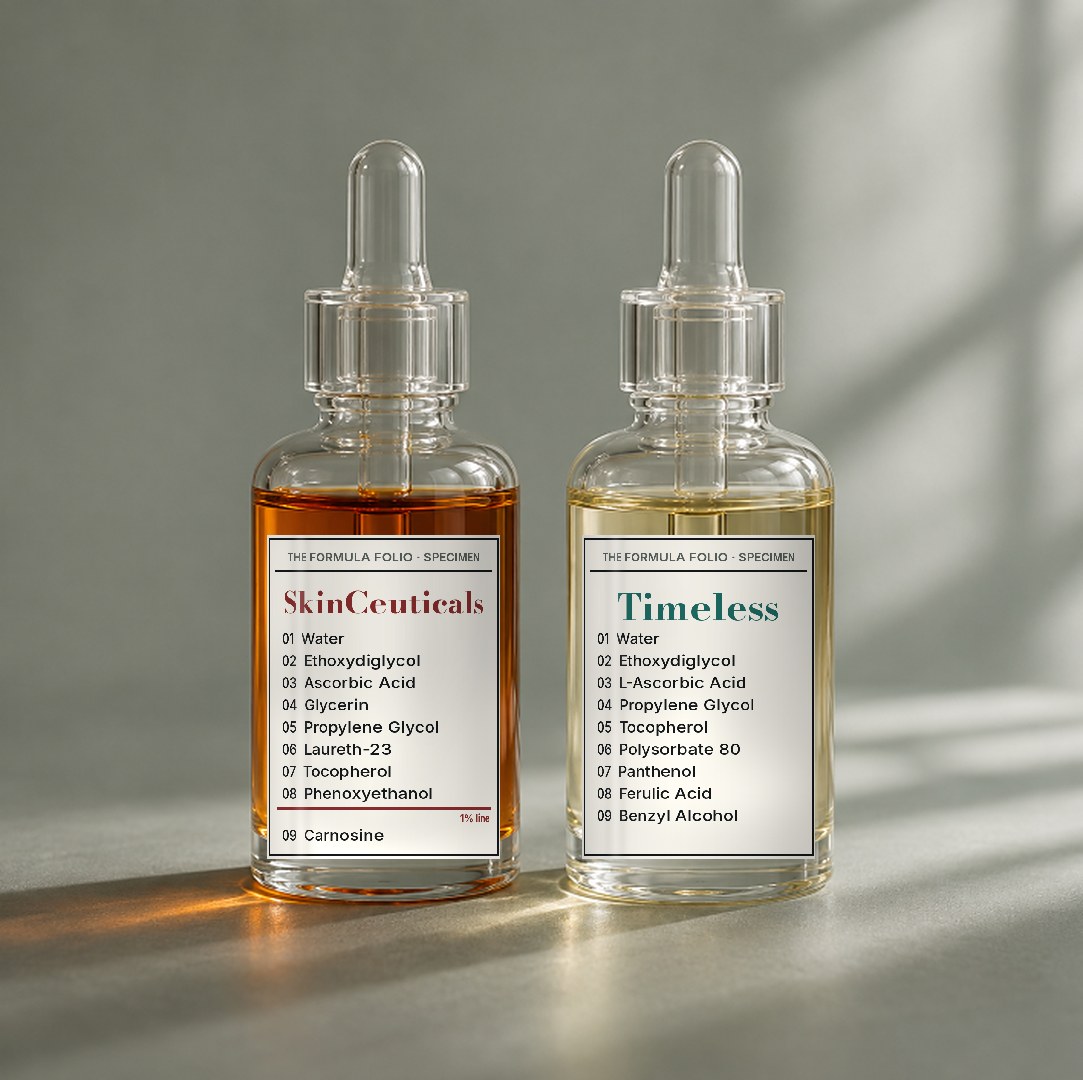 THE FORMULA FOLIO - SPECIMEN
SkinCeuticals
01 Water
02 Ethoxydiglycol
03 Ascorbic Acid
04 Glycerin
05 Propylene Glycol
06 Laureth-23
07 Tocopherol
08 Phenoxyethanol
1% line
09 Carnosine
THE FORMULA FOLIO - SPECIMEN
Timeless
01 Water
02 Ethoxydiglycol
03 L-Ascorbic Acid
04 Propylene Glycol
05 Tocopherol
06 Polysorbate 80
07 Panthenol
08 Ferulic Acid
09 Benzyl Alcohol